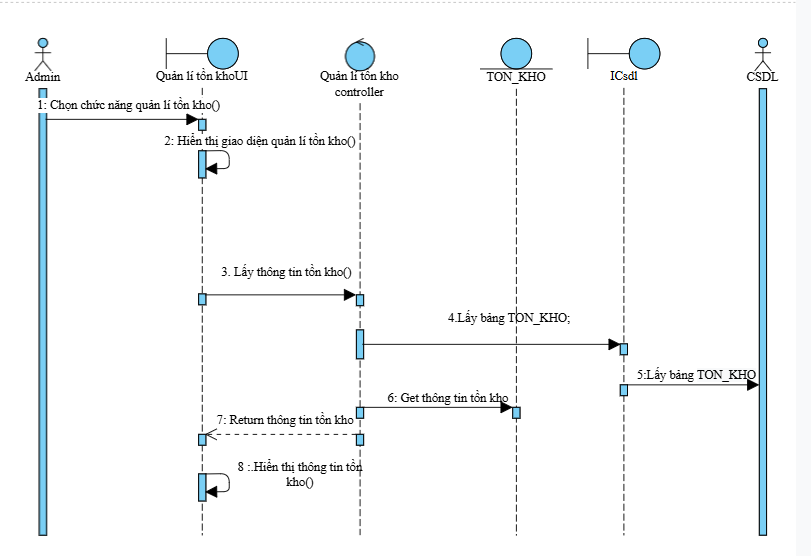 Admin
Quản lí tồn khoUI
Quản lí tồn kho
controller
TON_KHO
ICsdl
CSDL
1: Chọn chức năng quản lí tồn kho()
2: Hiển thị giao diện quản lí tồn kho()
3. Lấy thông tin tồn kho()
4.Lấy bảng TON_KHO;
5:Lấy bảng TON_KHO
6: Get thông tin tồn kho
7: Return thông tin tồn kho
8 :.Hiển thị thông tin tồn
kho()